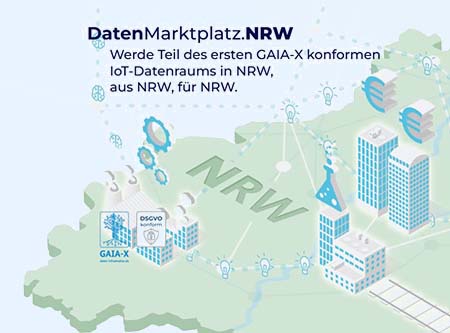 DatenMarktplatz.NRW
Werde Teil des ersten GAIA-X konformen
IoT-Datenraums in NRW,
aus NRW, für NRW.
NRW
DSGVO
konform
GAIA-X